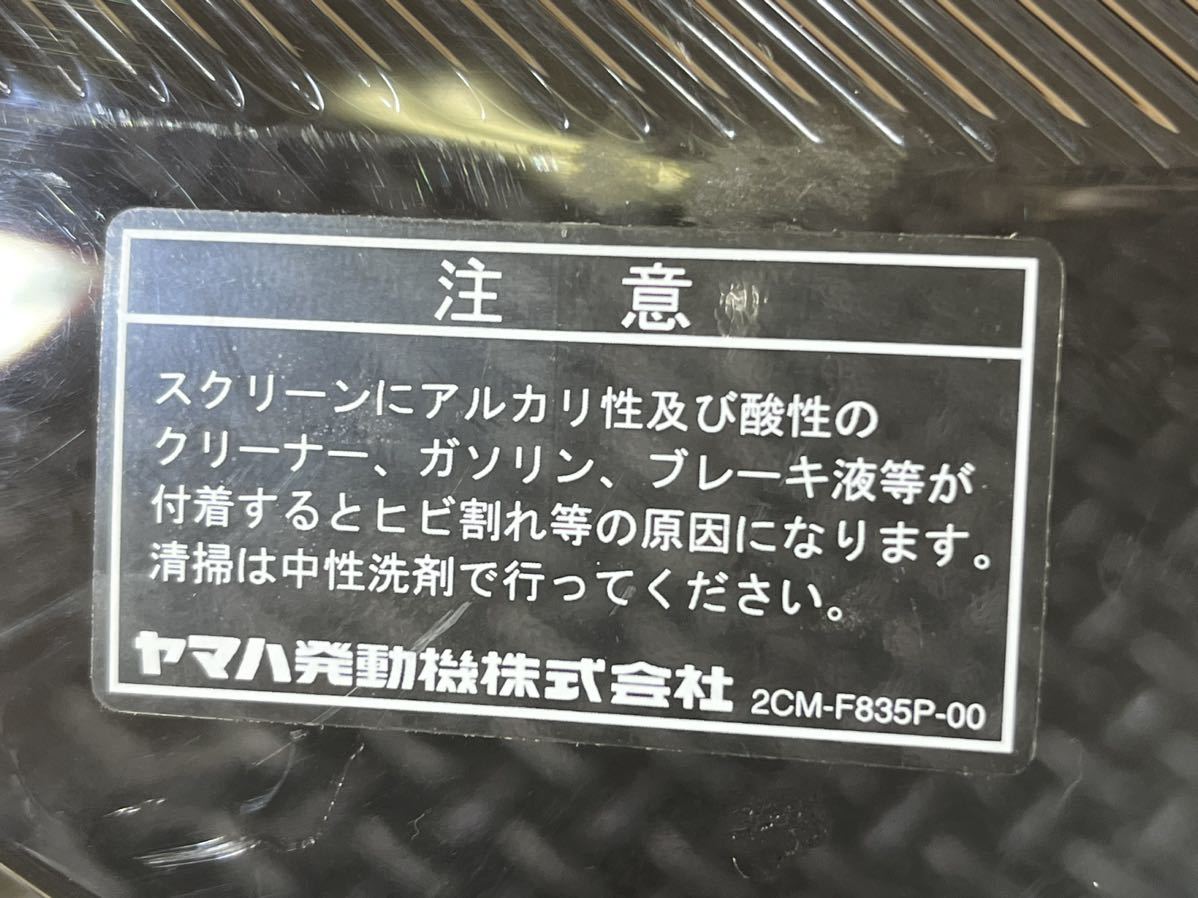 注意
スクリーンにアルカリ性及び酸性の
クリーナー、ガソリン、ブレーキ液等が
付着するとヒビ割れ等の原因になります。
清掃は中性洗剤で行ってください。
ヤマハ発動機株式会社 2CM-F835P-00